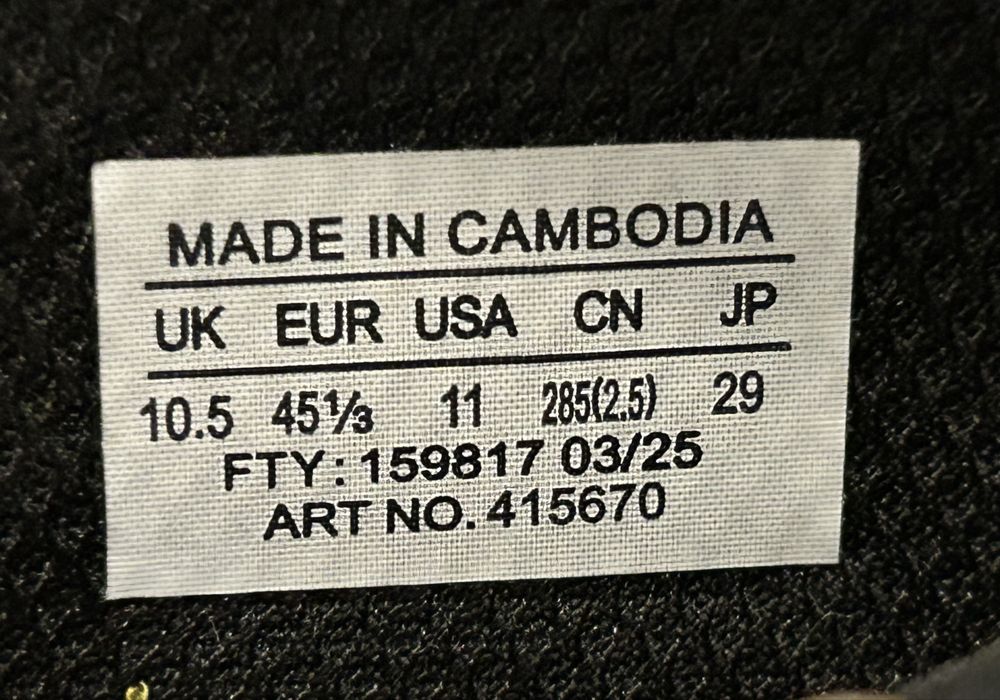 MADE IN CAMBODIA
UK EUR USA CN JP
10.5 45⅓ 11 285(2.5) 29
FTY: 159817 03/25
ART NO. 415670